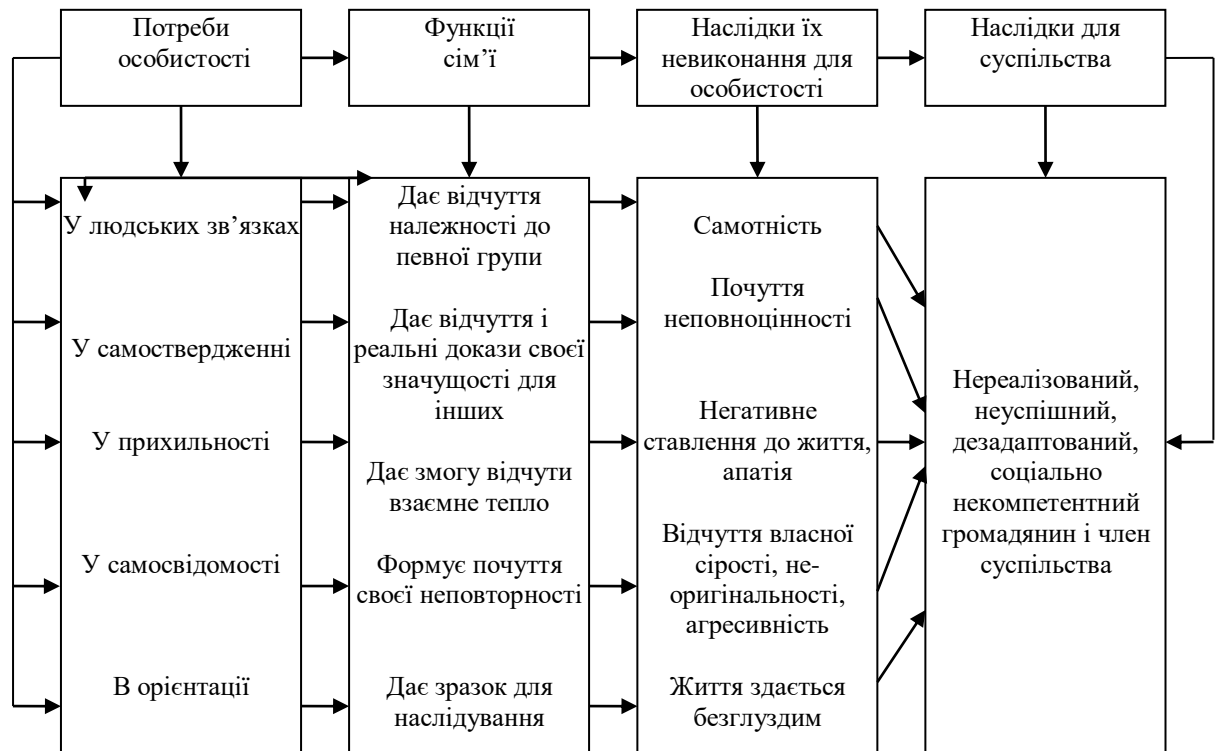 Потреби
особистості
Функції
сім’ї
Наслідки їх
невиконання для
особистості
Наслідки для
суспільства
У людських зв’язках
У самоствердженні
У прихильності
У самосвідомості
В орієнтації
Дає відчуття
належності до
певної групи
Дає відчуття і
реальні докази своєї
значущості для
інших
Дає змогу відчути
взаємне тепло
Формує почуття
своєї неповторності
Дає зразок для
наслідування
Самотність
Почуття
неповноцінності
Негативне
ставлення до життя,
апатія
Відчуття власної
сірості, не-
оригінальності,
агресивність
Життя здається
безглуздим
Нереалізований,
неуспішний,
дезадаптований,
соціально
некомпетентний
громадянин і член
суспільства